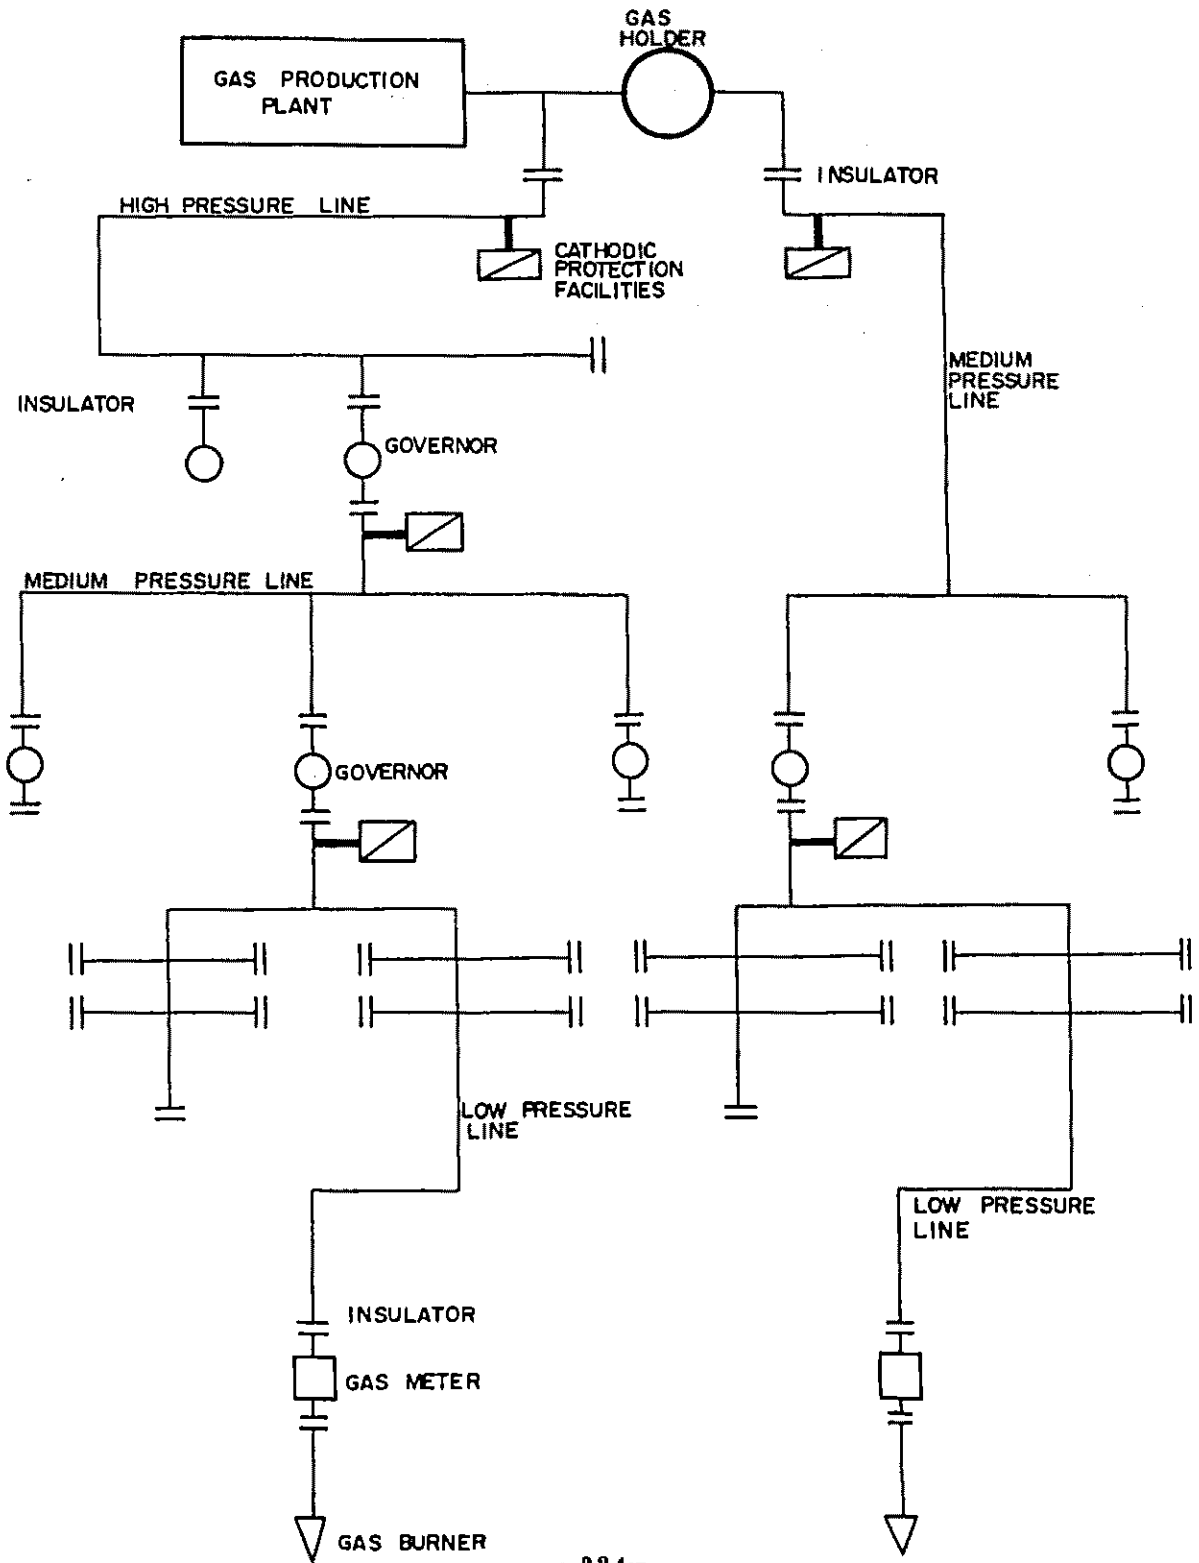 GAS
HOLDER
GAS PRODUCTION
PLANT
INSULATOR
HIGH PRESSURE LINE
CATHODIC
PROTECTION
FACILITIES
MEDIUM
PRESSURE
LINE
INSULATOR
GOVERNOR
MEDIUM PRESSURE LINE
GOVERNOR
LOW PRESSURE
LINE
LOW PRESSURE
LINE
INSULATOR
GAS METER
GAS BURNER